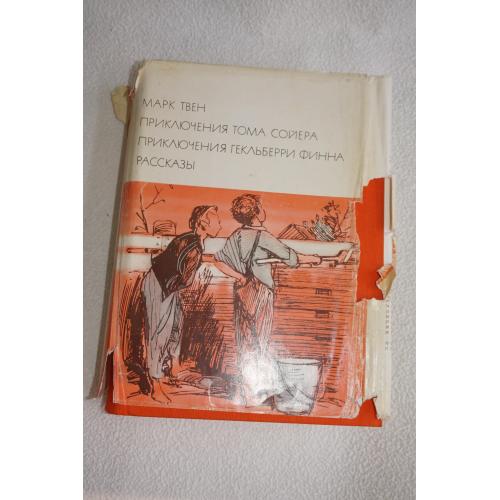 МАРК ТВЕН
ПРИКЛЮЧЕНИЯ ТОМА СОЙЕРА
ПРИКЛЮЧЕНИЯ ГЕКЛЬБЕРРИ ФИННА
РАССКАЗЫ